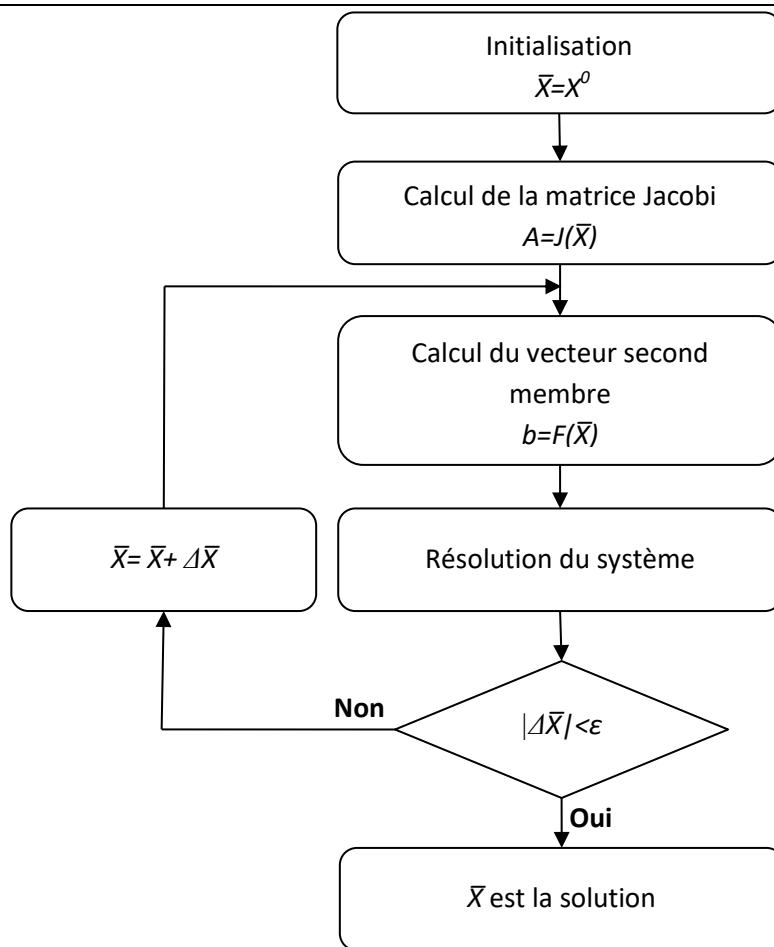 Initialisation
X̄=X⁰
Calcul de la matrice Jacobi
A=J(X̄)
Calcul du vecteur second
membre
b=F(X̄)
X̄= X̄+ ΔX̄
Résolution du système
Non
|ΔX̄|<ε
Oui
X̄ est la solution